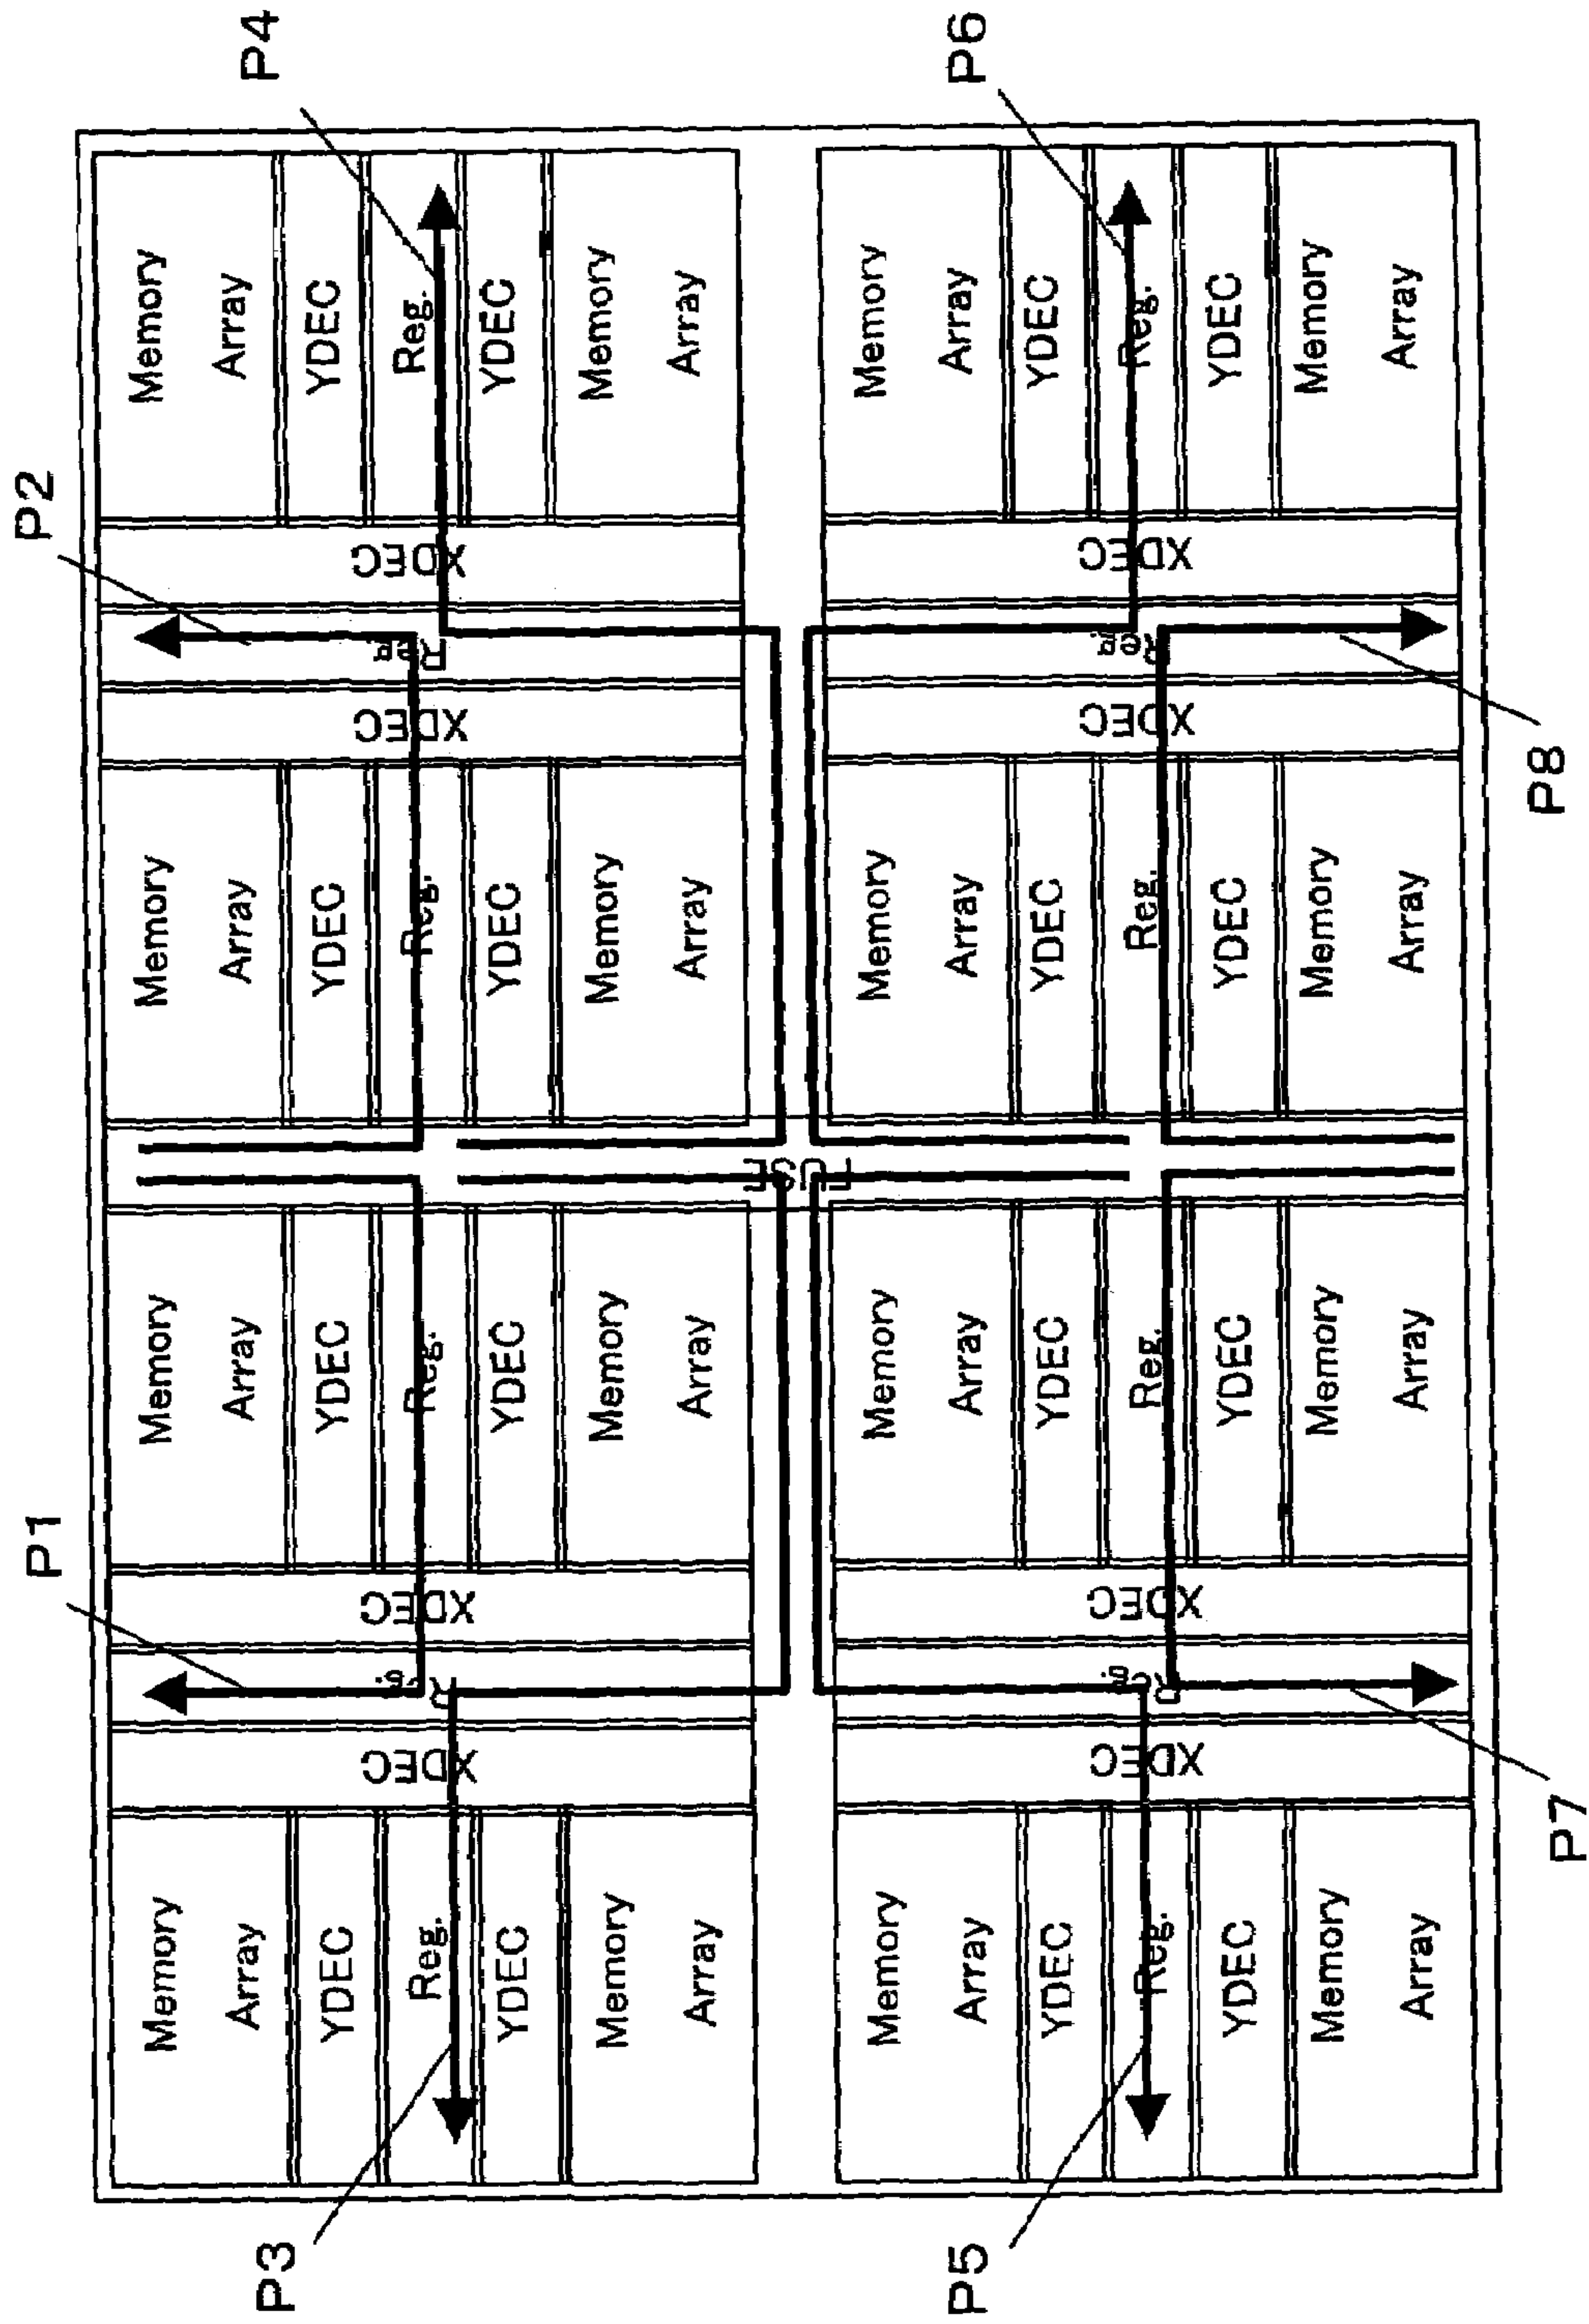 P1
P2
P3
P4
Memory
Array
YDEC
Reg.
YDEC
Memory
Array
XDEC
Reg.
XDEC
Memory
Array
YDEC
Reg.
YDEC
Memory
Array
Memory
Array
YDEC
Reg.
YDEC
Memory
Array
XDEC
Reg.
XDEC
Memory
Array
YDEC
Reg.
YDEC
Memory
Array
FUSE
P5
P6
Memory
Array
YDEC
Reg.
YDEC
Memory
Array
XDEC
Reg.
XDEC
Memory
Array
YDEC
Reg.
YDEC
Memory
Array
Memory
Array
YDEC
Reg.
YDEC
Memory
Array
XDEC
Reg.
XDEC
Memory
Array
YDEC
Reg.
YDEC
Memory
Array
P7
P8